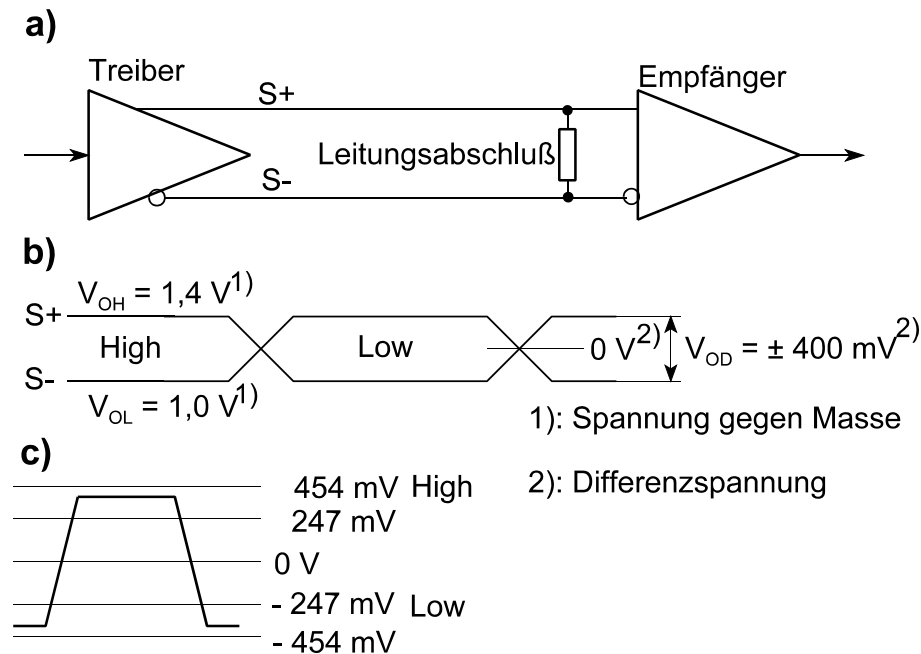 a)
Treiber
Empfänger
S+
Leitungsabschluß
S-
b)
V_OH = 1,4 V^1)
S+
High
Low
0 V^2)
V_OD = ± 400 mV^2)
S-
V_OL = 1,0 V^1)
1): Spannung gegen Masse
c)
2): Differenzspannung
454 mV High
247 mV
0 V
- 247 mV Low
- 454 mV